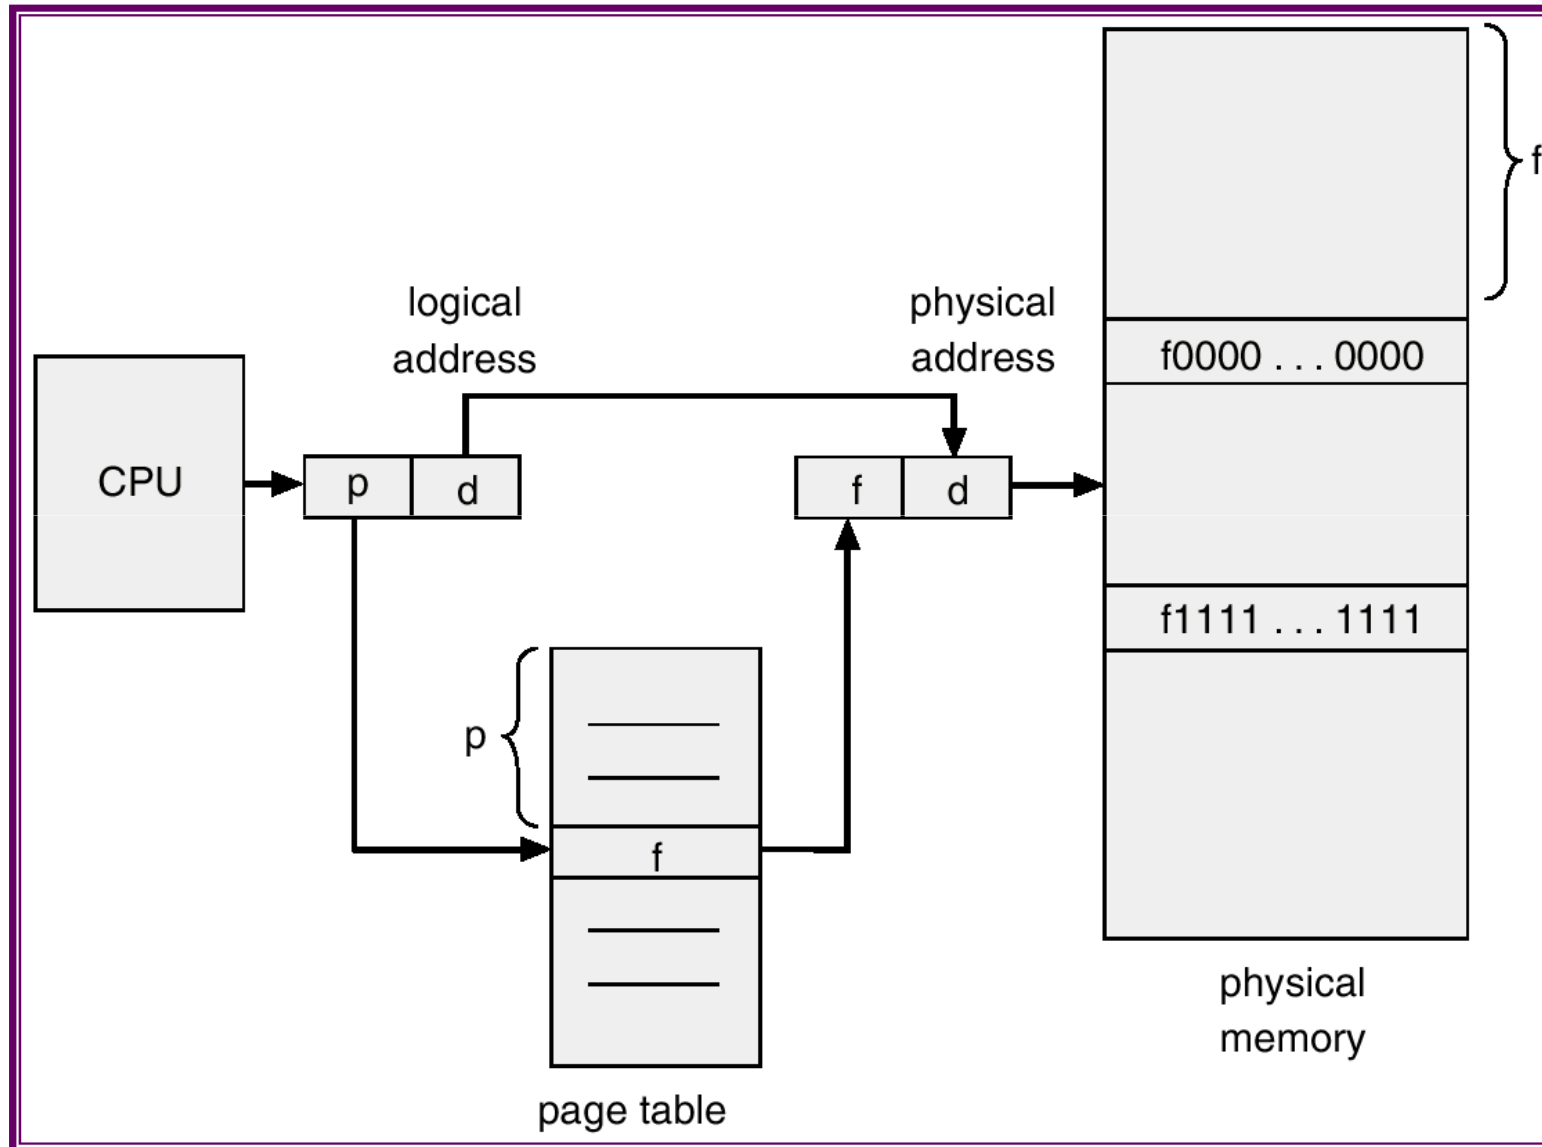 f
logical
address
physical
address
f0000 . . . 0000
CPU
p
d
f
d
f1111 . . . 1111
p
f
physical
memory
page table